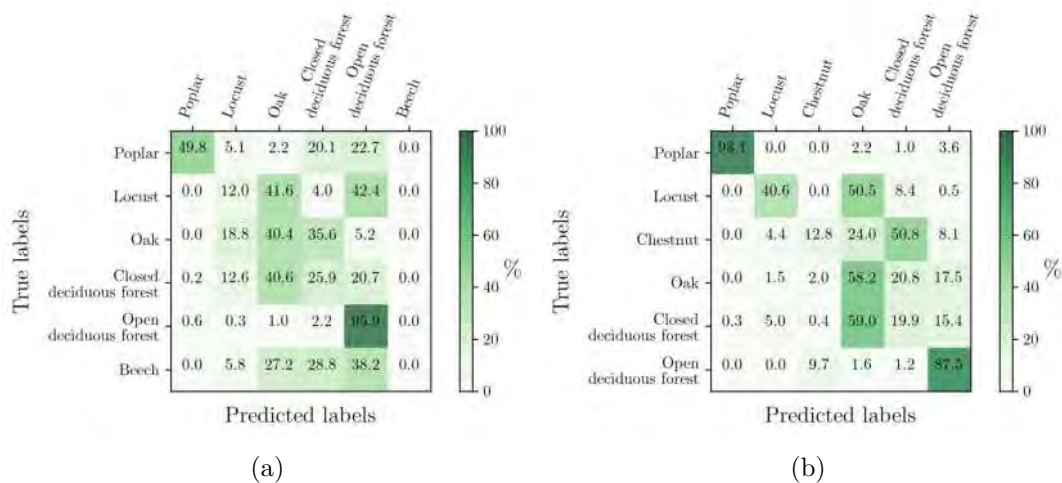 Poplar
Locust
Oak
Closed
deciduous forest
Open
deciduous forest
Beech
True labels
Poplar 49.8 5.1 2.2 20.1 22.7 0.0
Locust 0.0 12.0 41.6 4.0 42.4 0.0
Oak 0.0 18.8 40.4 35.6 5.2 0.0
Closed
deciduous forest 0.2 12.6 40.6 25.9 20.7 0.0
Open
deciduous forest 0.6 0.3 1.0 2.2 95.9 0.0
Beech 0.0 5.8 27.2 28.8 38.2 0.0
Predicted labels
100
80
60
40
20
0
%
(a)
Poplar
Locust
Chestnut
Oak
Closed
deciduous forest
Open
deciduous forest
True labels
Poplar 93.1 0.0 0.0 2.2 1.0 3.6
Locust 0.0 40.6 0.0 50.5 8.4 0.5
Chestnut 0.0 4.4 12.8 24.0 50.8 8.1
Oak 0.0 1.5 2.0 58.2 20.8 17.5
Closed
deciduous forest 0.3 5.0 0.4 59.0 19.9 15.4
Open
deciduous forest 0.0 0.0 9.7 1.6 1.2 87.5
Predicted labels
100
80
60
40
20
0
%
(b)